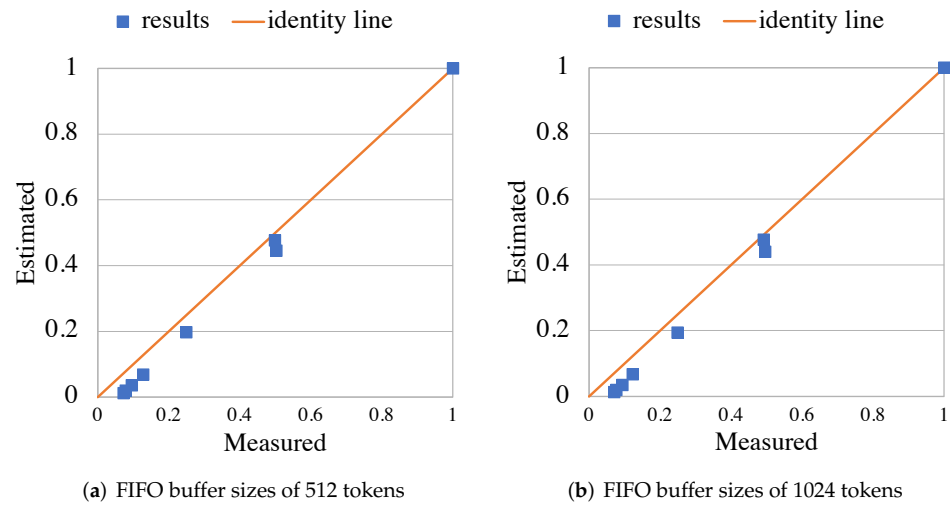 results identity line
1
0.8
0.6
0.4
0.2
0
Estimated
0 0.2 0.4 0.6 0.8 1
Measured
(a) FIFO buffer sizes of 512 tokens
results identity line
1
0.8
0.6
0.4
0.2
0
Estimated
0 0.2 0.4 0.6 0.8 1
Measured
(b) FIFO buffer sizes of 1024 tokens